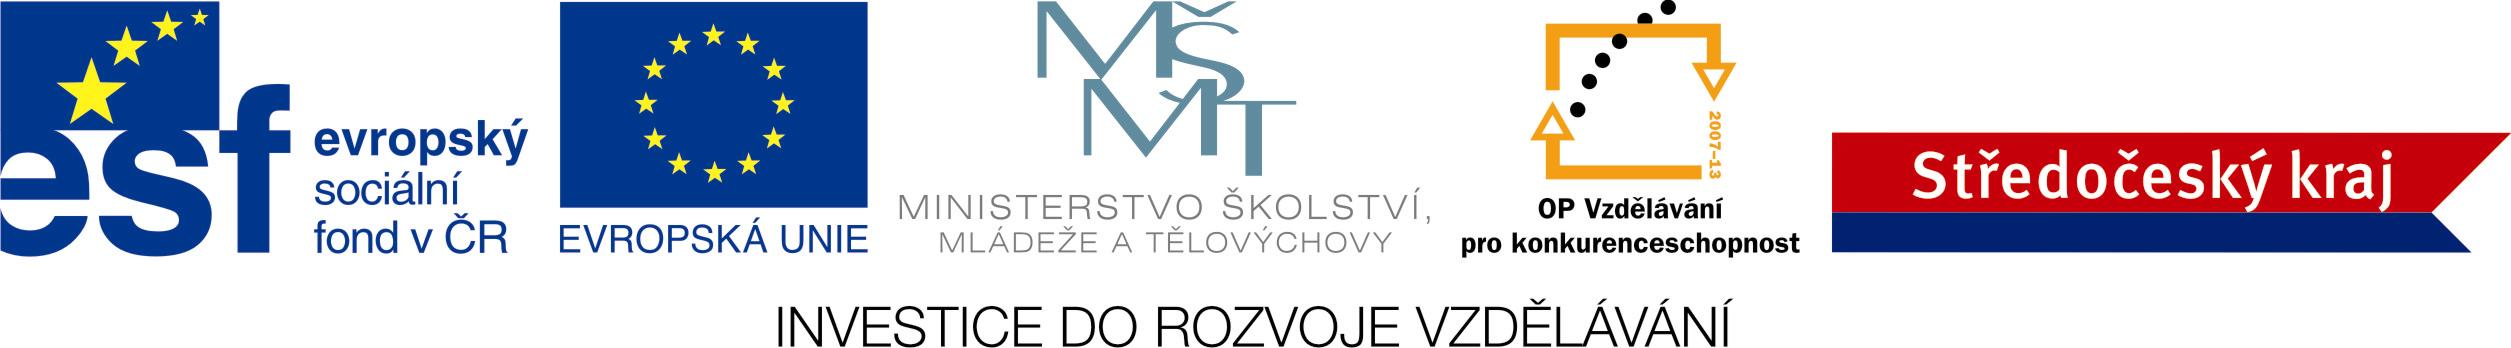 esf
evropský
sociální
fond v ČR
EVROPSKÁ UNIE
MŠMT
MINISTERSTVO ŠKOLSTVÍ,
MLÁDEŽE A TĚLOVÝCHOVY
2007-13
OP Vzdělávání
pro konkurenceschopnost
Středočeský kraj
INVESTICE DO ROZVOJE VZDĚLÁVÁNÍ